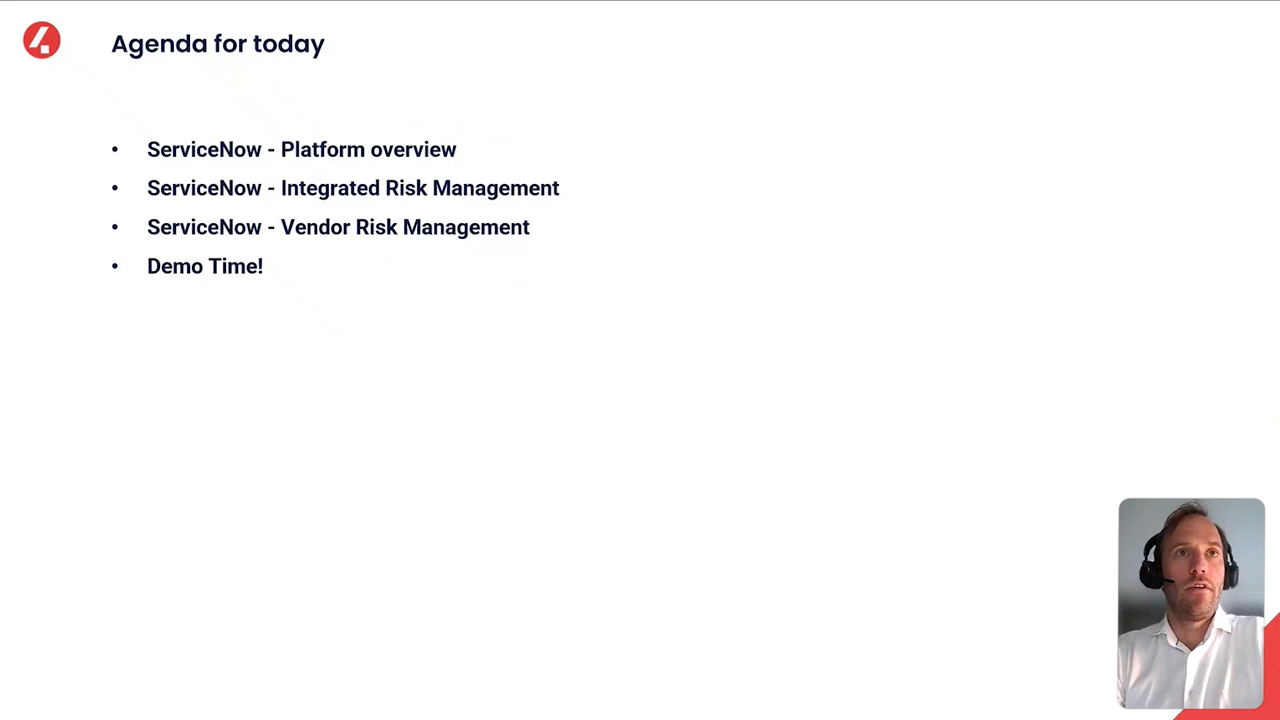 Agenda for today
• ServiceNow - Platform overview
• ServiceNow - Integrated Risk Management
• ServiceNow - Vendor Risk Management
• Demo Time!